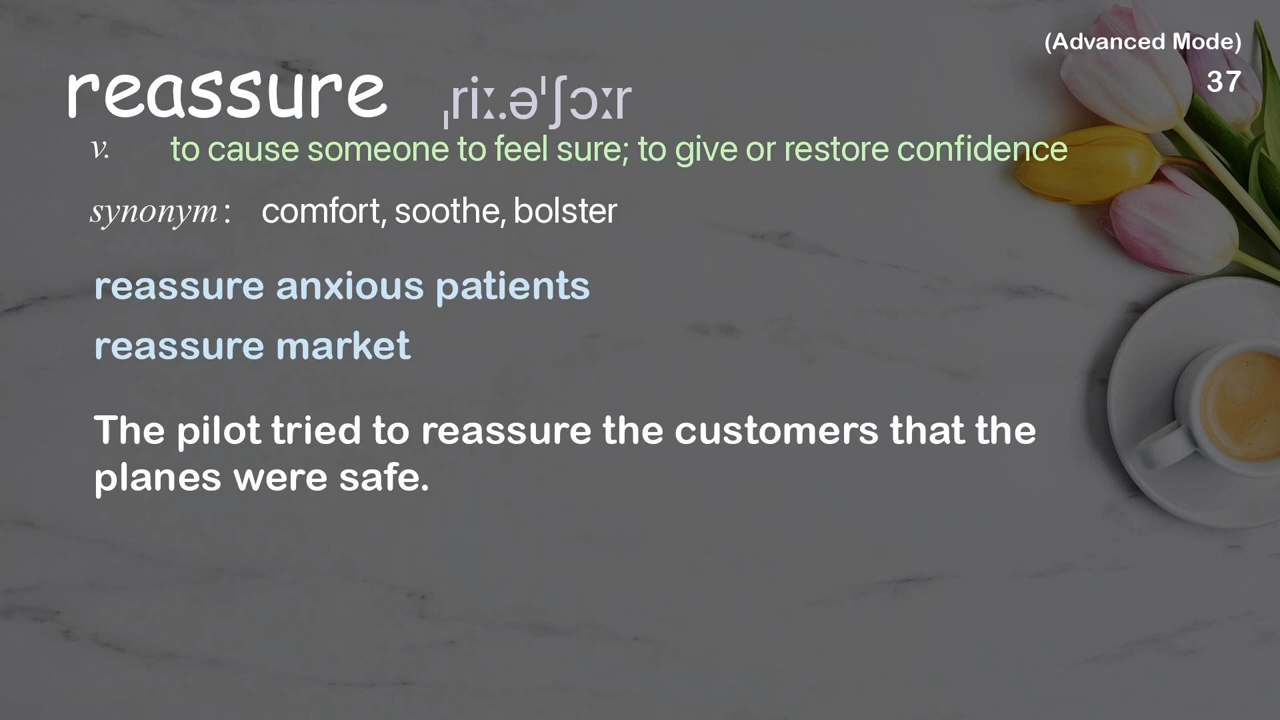 (Advanced Mode)
37
reassure ˌriː.əˈʃɔːr
v. to cause someone to feel sure; to give or restore confidence
synonym: comfort, soothe, bolster
reassure anxious patients
reassure market
The pilot tried to reassure the customers that the
planes were safe.